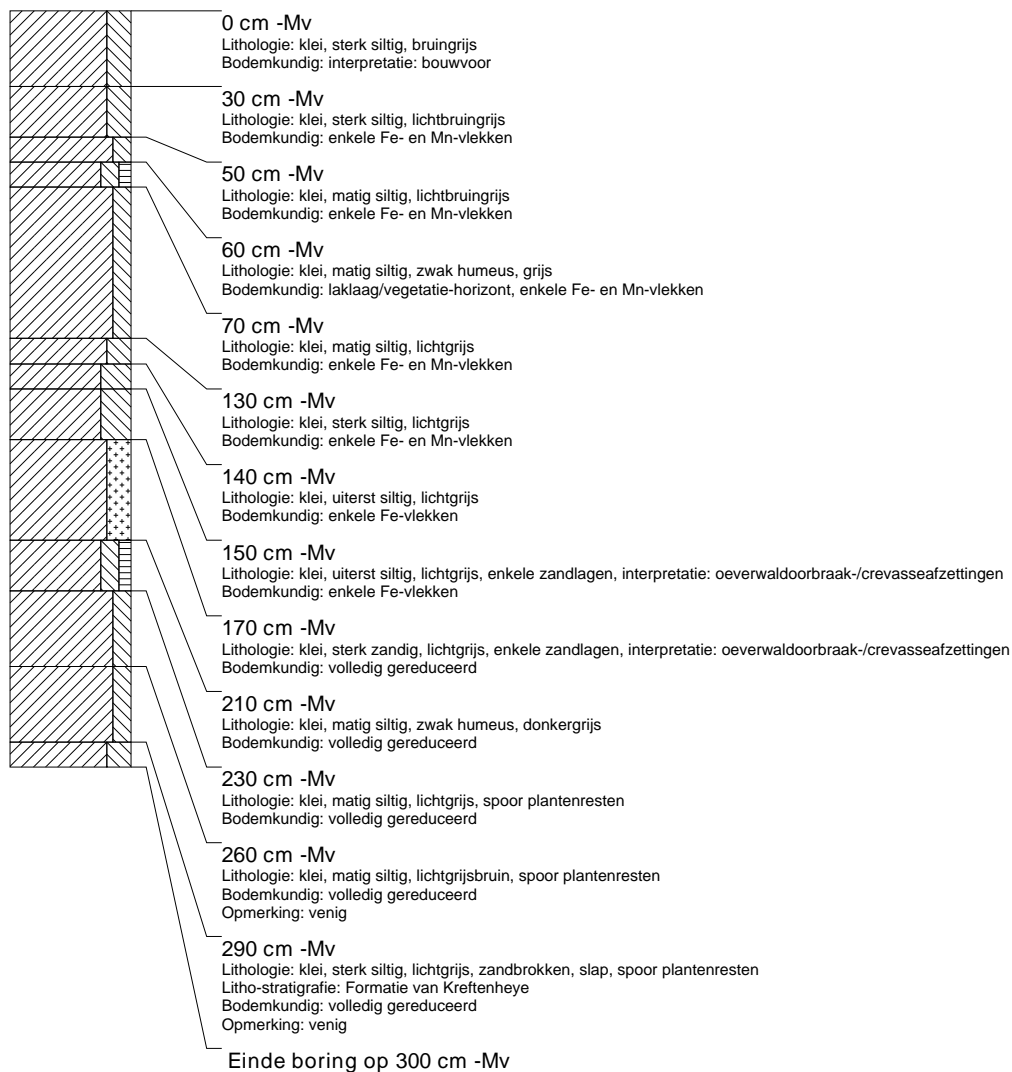 0 cm -Mv
Lithologie: klei, sterk siltig, bruingrijs
Bodemkundig: interpretatie: bouwvoor
30 cm -Mv
Lithologie: klei, sterk siltig, lichtbruingrijs
Bodemkundig: enkele Fe- en Mn-vlekken
50 cm -Mv
Lithologie: klei, matig siltig, lichtbruingrijs
Bodemkundig: enkele Fe- en Mn-vlekken
60 cm -Mv
Lithologie: klei, matig siltig, zwak humeus, grijs
Bodemkundig: laklaag/vegetatie-horizont, enkele Fe- en Mn-vlekken
70 cm -Mv
Lithologie: klei, matig siltig, lichtgrijs
Bodemkundig: enkele Fe- en Mn-vlekken
130 cm -Mv
Lithologie: klei, sterk siltig, lichtgrijs
Bodemkundig: enkele Fe- en Mn-vlekken
140 cm -Mv
Lithologie: klei, uiterst siltig, lichtgrijs
Bodemkundig: enkele Fe-vlekken
150 cm -Mv
Lithologie: klei, uiterst siltig, lichtgrijs, enkele zandlagen, interpretatie: oeverwaldoorbraak-/crevasseafzettingen
Bodemkundig: enkele Fe-vlekken
170 cm -Mv
Lithologie: klei, sterk zandig, lichtgrijs, enkele zandlagen, interpretatie: oeverwaldoorbraak-/crevasseafzettingen
Bodemkundig: volledig gereduceerd
210 cm -Mv
Lithologie: klei, matig siltig, zwak humeus, donkergrijs
Bodemkundig: volledig gereduceerd
230 cm -Mv
Lithologie: klei, matig siltig, lichtgrijs, spoor plantenresten
Bodemkundig: volledig gereduceerd
260 cm -Mv
Lithologie: klei, matig siltig, lichtgrijsbruin, spoor plantenresten
Bodemkundig: volledig gereduceerd
Opmerking: venig
290 cm -Mv
Lithologie: klei, sterk siltig, lichtgrijs, zandbrokken, slap, spoor plantenresten
Litho-stratigrafie: Formatie van Kreftenheye
Bodemkundig: volledig gereduceerd
Opmerking: venig
Einde boring op 300 cm -Mv